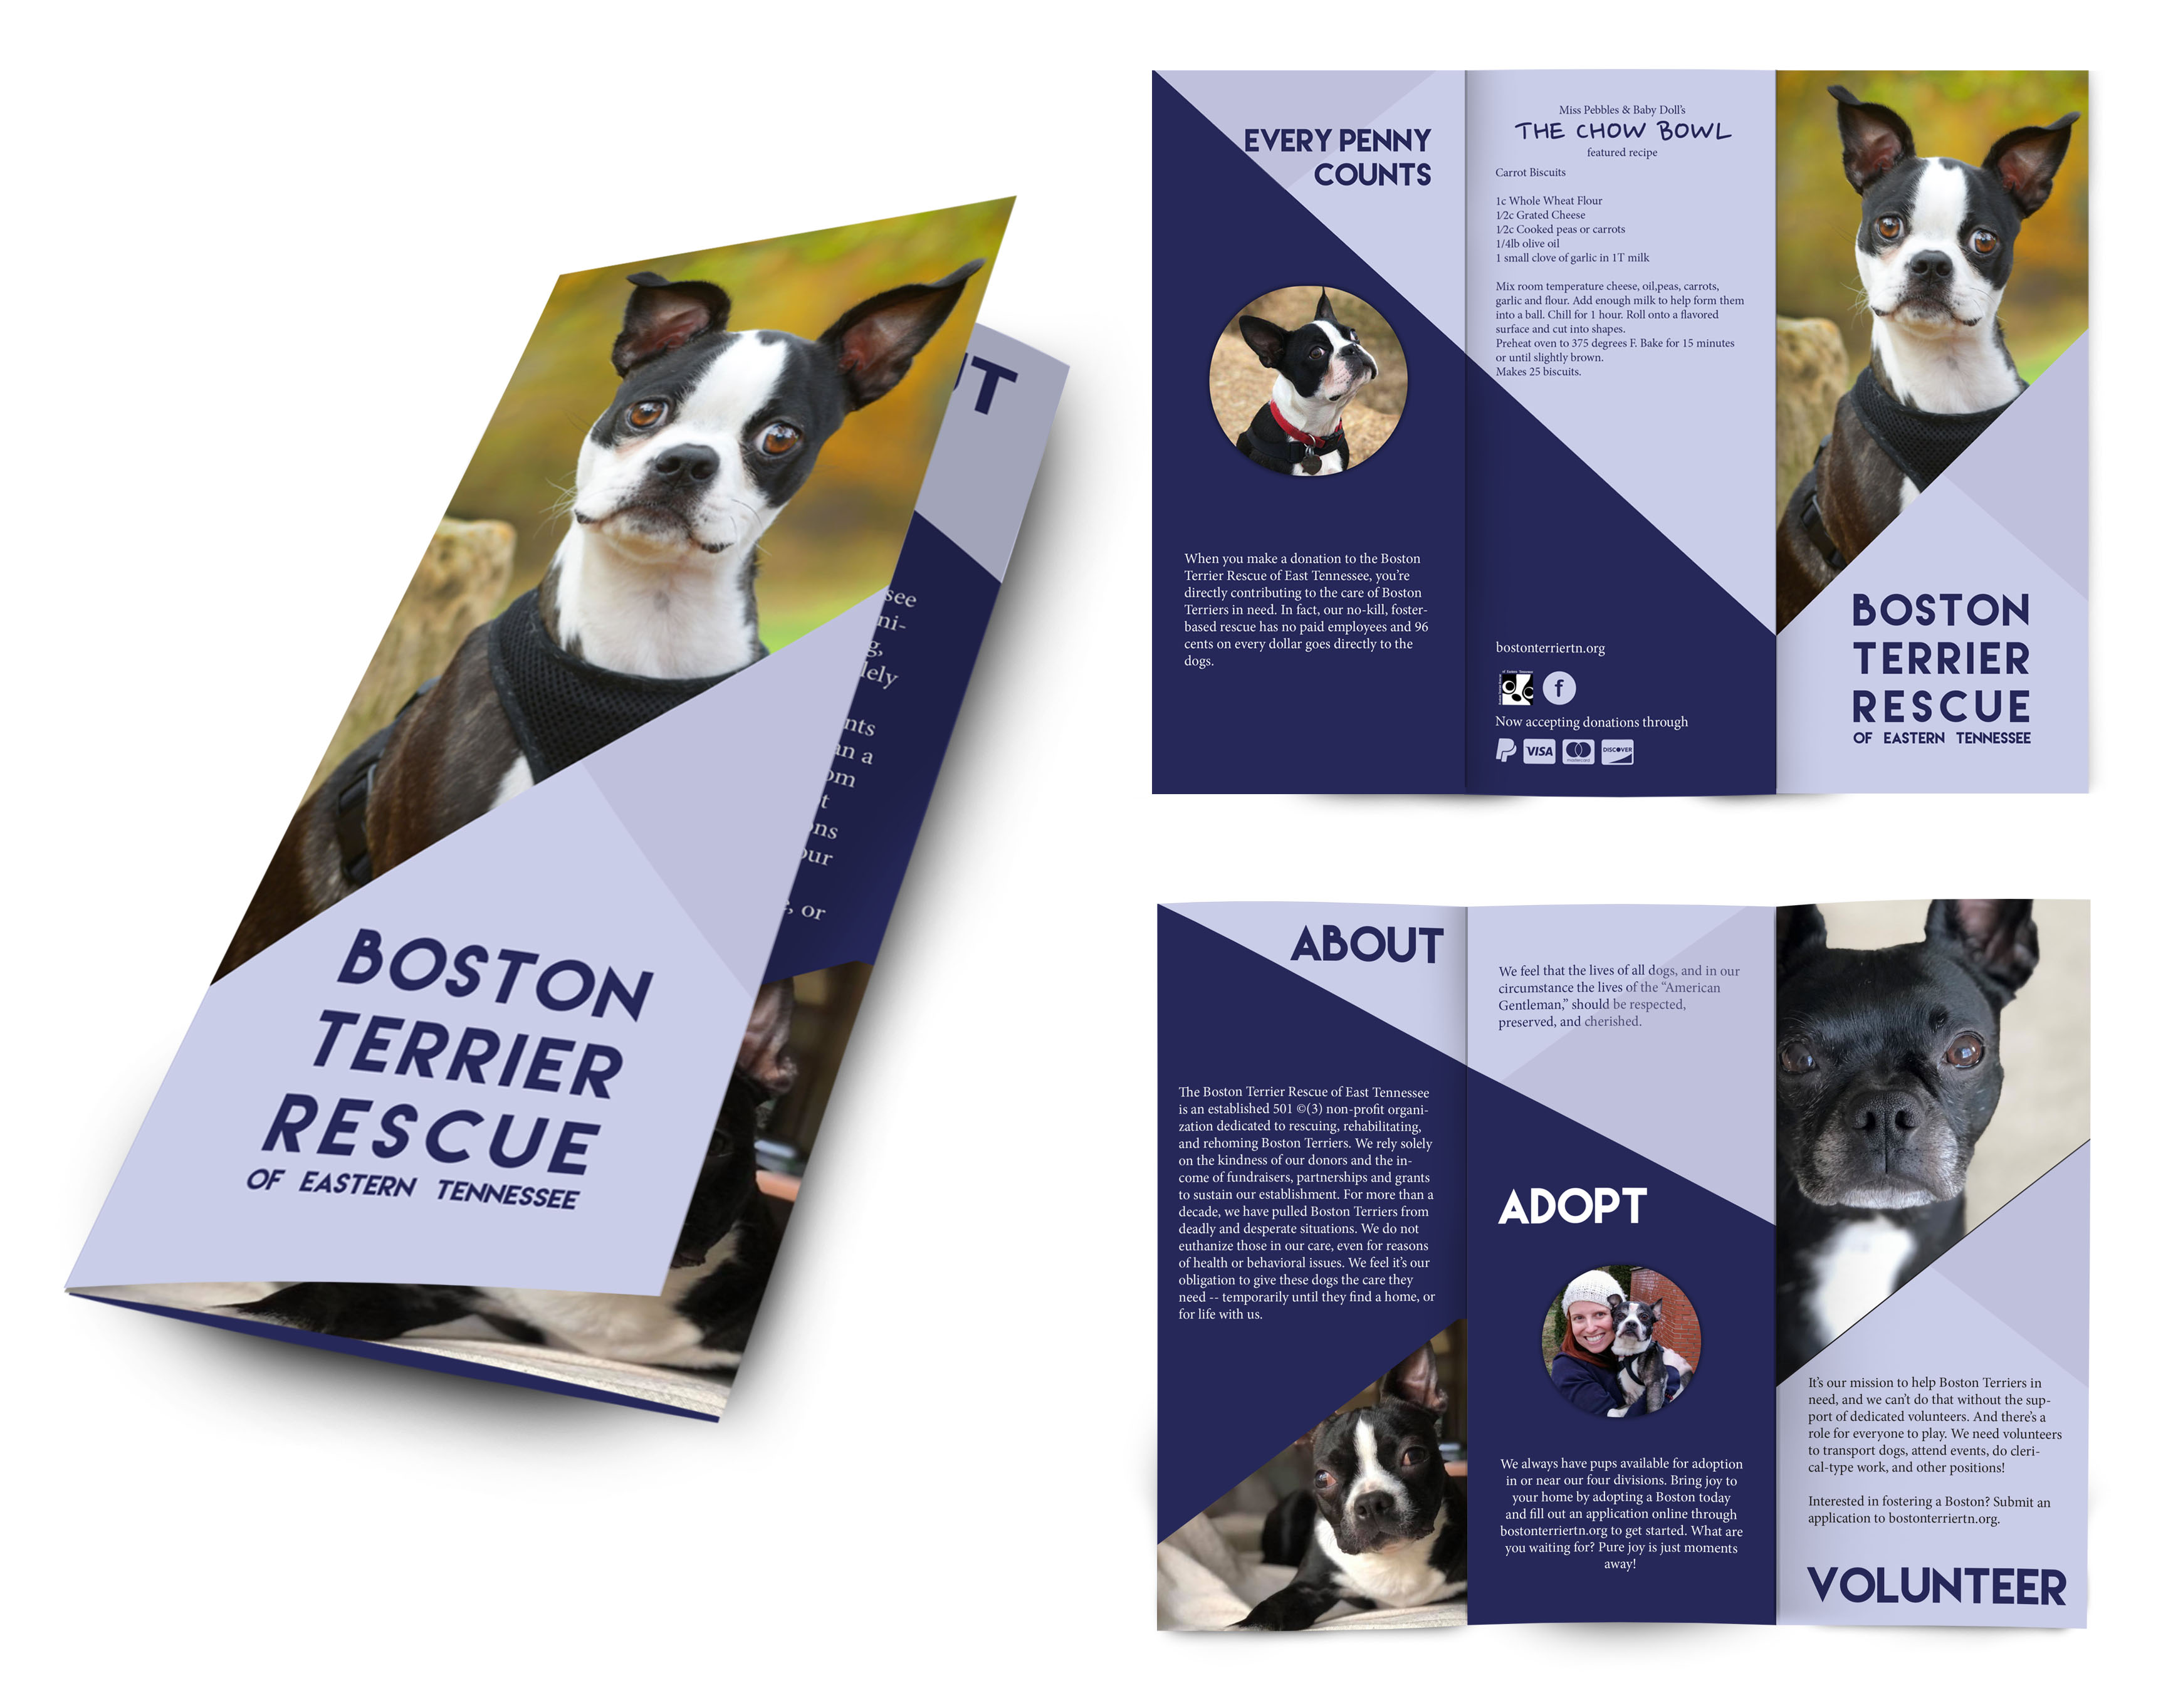 BOSTON
TERRIER
RESCUE
OF EASTERN TENNESSEE
UT
see
ni-
g,
lely
nts
an a
om
t
ons
our
e, or
EVERY PENNY
COUNTS
When you make a donation to the Boston
Terrier Rescue of East Tennessee, you're
directly contributing to the care of Boston
Terriers in need. In fact, our no-kill, foster-
based rescue has no paid employees and 96
cents on every dollar goes directly to the
dogs.
Miss Pebbles & Baby Doll's
THE CHOW BOWL
featured recipe
Carrot Biscuits
1c Whole Wheat Flour
1/2c Grated Cheese
1/2c Cooked peas or carrots
1/4lb olive oil
1 small clove of garlic in 1T milk
Mix room temperature cheese, oil,peas, carrots,
garlic and flour. Add enough milk to help form them
into a ball. Chill for 1 hour. Roll onto a flavored
surface and cut into shapes.
Preheat oven to 375 degrees F. Bake for 15 minutes
or until slightly brown.
Makes 25 biscuits.
bostonterriertn.org
f
Now accepting donations through
P VISA mastercard DISCOVER
BOSTON
TERRIER
RESCUE
OF EASTERN TENNESSEE
ABOUT
The Boston Terrier Rescue of East Tennessee
is an established 501 ©(3) non-profit organi-
zation dedicated to rescuing, rehabilitating,
and rehoming Boston Terriers. We rely solely
on the kindness of our donors and the in-
come of fundraisers, partnerships and grants
to sustain our establishment. For more than a
decade, we have pulled Boston Terriers from
deadly and desperate situations. We do not
euthanize those in our care, even for reasons
of health or behavioral issues. We feel it's our
obligation to give these dogs the care they
need -- temporarily until they find a home, or
for life with us.
We feel that the lives of all dogs, and in our
circumstance the lives of the “American
Gentleman,” should be respected,
preserved, and cherished.
ADOPT
We always have pups available for adoption
in or near our four divisions. Bring joy to
your home by adopting a Boston today
and fill out an application online through
bostonterriertn.org to get started. What are
you waiting for? Pure joy is just moments
away!
It's our mission to help Boston Terriers in
need, and we can't do that without the sup-
port of dedicated volunteers. And there's a
role for everyone to play. We need volunteers
to transport dogs, attend events, do cleri-
cal-type work, and other positions!
Interested in fostering a Boston? Submit an
application to bostonterriertn.org.
VOLUNTEER